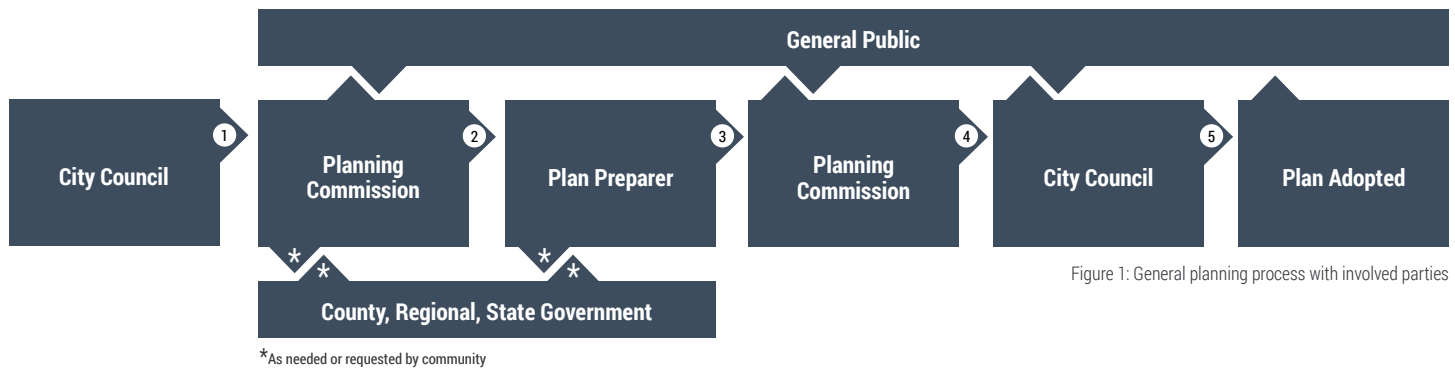 General Public
City Council
1
Planning
Commission
2
Plan Preparer
3
Planning
Commission
4
City Council
5
Plan Adopted
* * * *
County, Regional, State Government
*As needed or requested by community
Figure 1: General planning process with involved parties